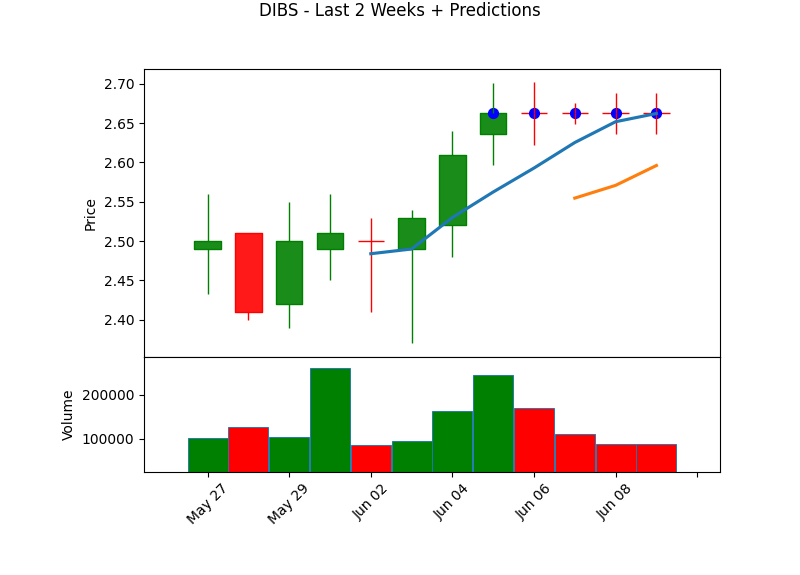 DIBS - Last 2 Weeks + Predictions
2.70
2.65
2.60
2.55
2.50
2.45
2.40
Price
200000
100000
Volume
May 27
May 29
Jun 02
Jun 04
Jun 06
Jun 08